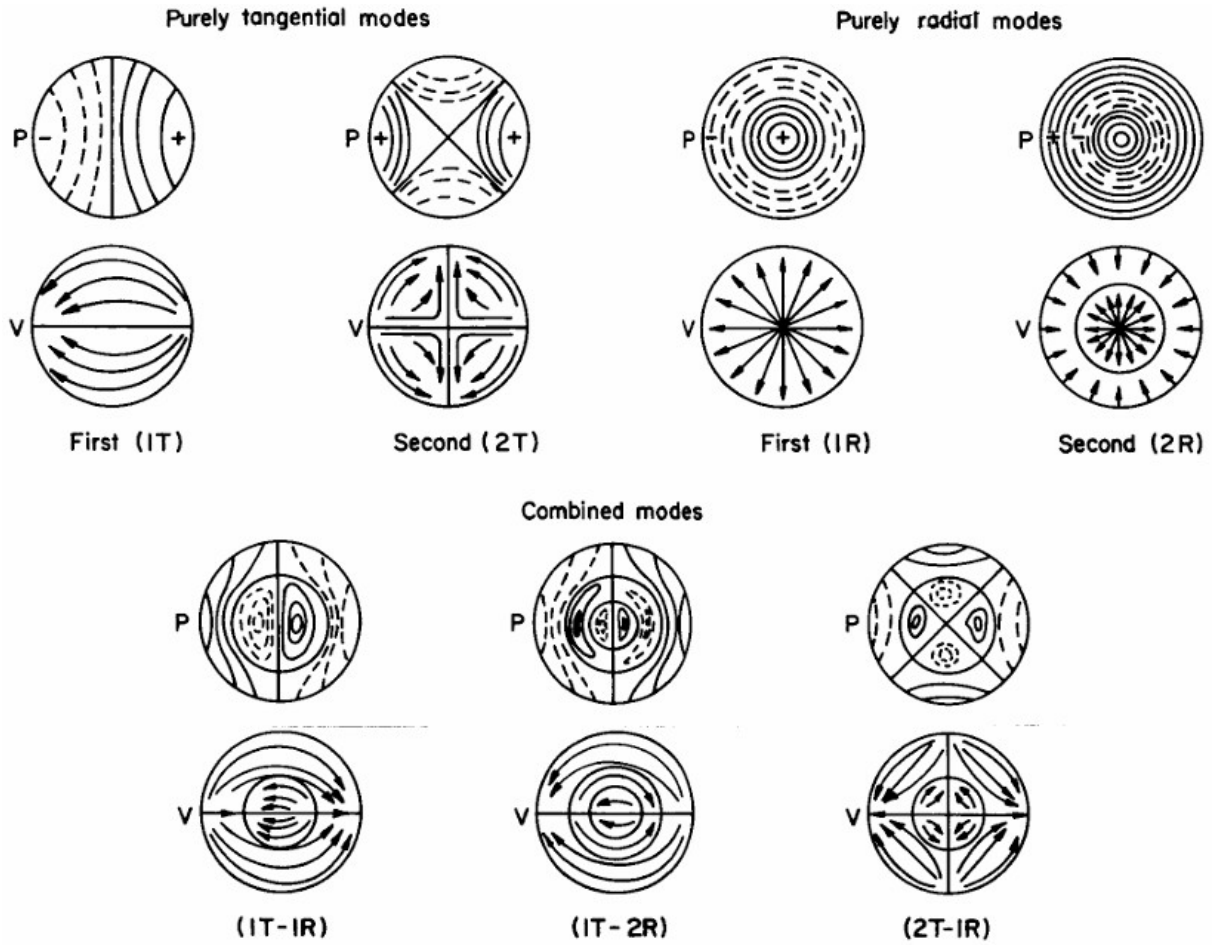 Purely tangential modes
Purely radial modes
P - +
P + +
P - +
P + -
V
V
V
V
First (1T)
Second (2T)
First (1R)
Second (2R)
Combined modes
P
P
P
V
V
V
(1T-1R)
(1T-2R)
(2T-1R)